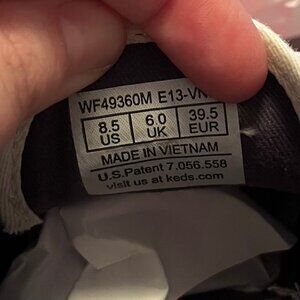 WF49360M E13-VN
8.5 6.0 39.5
US UK EUR
MADE IN VIETNAM
U.S.Patent 7.056.558
visit us at keds.com